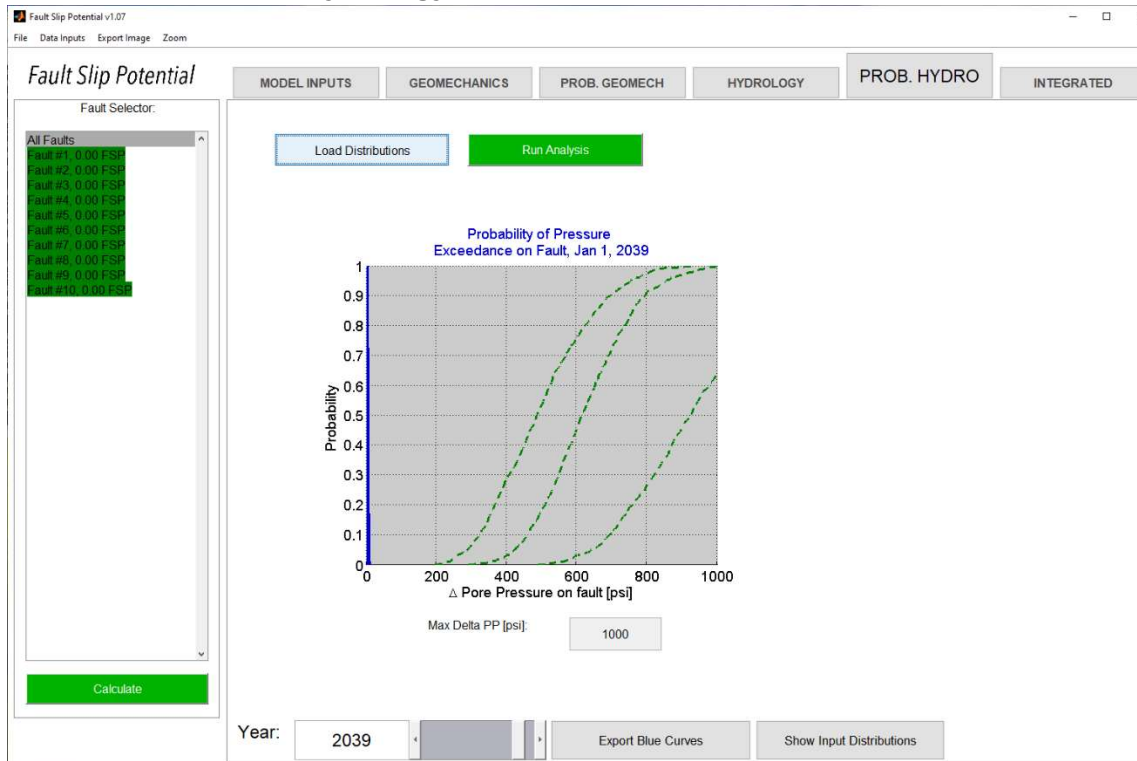 Fault Slip Potential v1.07
File Data Inputs Export Image Zoom
Fault Slip Potential
MODEL INPUTS GEOMECHANICS PROB. GEOMECH HYDROLOGY PROB. HYDRO INTEGRATED
Fault Selector:
All Faults
Fault #1, 0.00 FSP
Fault #2, 0.00 FSP
Fault #3, 0.00 FSP
Fault #4, 0.00 FSP
Fault #5, 0.00 FSP
Fault #6, 0.00 FSP
Fault #7, 0.00 FSP
Fault #8, 0.00 FSP
Fault #9, 0.00 FSP
Fault #10, 0.00 FSP
Calculate
Load Distributions Run Analysis
Probability of Pressure
Exceedance on Fault, Jan 1, 2039
1
0.9
0.8
0.7
0.6
0.5
0.4
0.3
0.2
0.1
0
Probability
0 200 400 600 800 1000
Δ Pore Pressure on fault [psi]
Max Delta PP [psi]: 1000
Year: 2039 Export Blue Curves Show Input Distributions